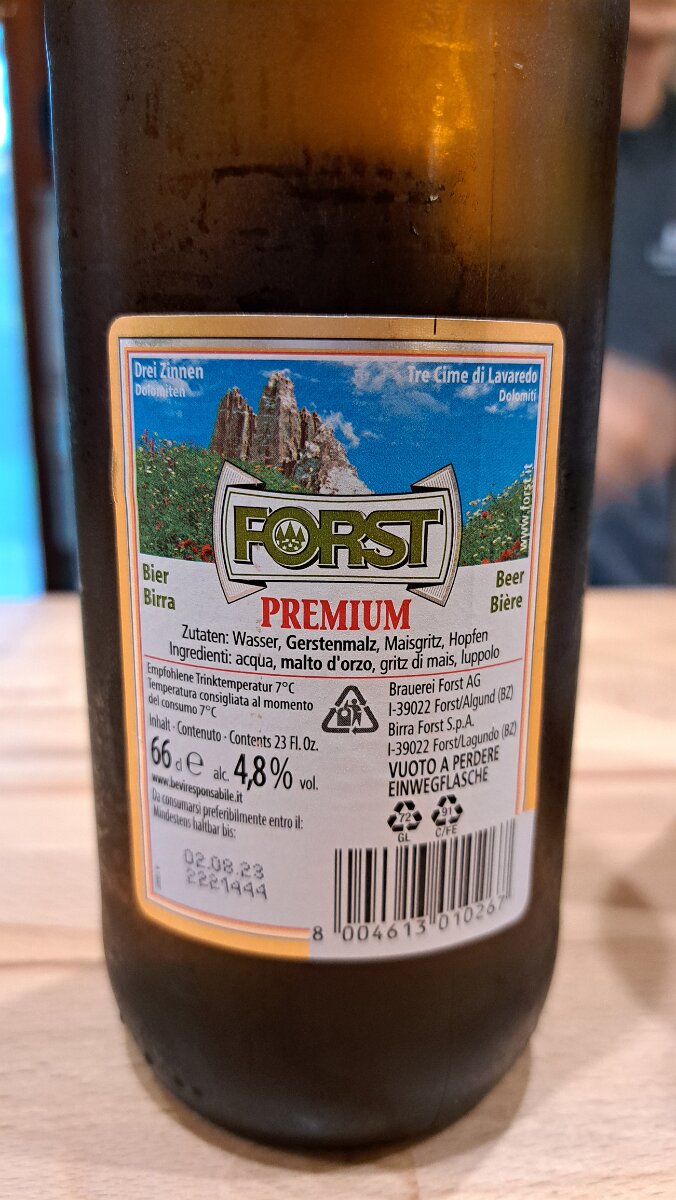 Drei Zinnen
Dolomiten
Tre Cime di Lavaredo
Dolomiti
www.forst.it
FORST
Bier
Birra
Beer
Bière
PREMIUM
Zutaten: Wasser, Gerstenmalz, Maisgritz, Hopfen
Ingredienti: acqua, malto d'orzo, gritz di mais, luppolo
Empfohlene Trinktemperatur 7°C
Temperatura consigliata al momento
del consumo 7°C
Inhalt · Contenuto · Contents 23 Fl. Oz.
66 cl e alc. 4,8% vol.
www.beviresponsabile.it
Da consumarsi preferibilmente entro il:
Mindestens haltbar bis:
02.08.23
2221444
Brauerei Forst AG
I-39022 Forst/Algund (BZ)
Birra Forst S.p.A.
I-39022 Forst/Lagundo (BZ)
VUOTO A PERDERE
EINWEGFLASCHE
72
GL
91
C/FE
8 004613 010267